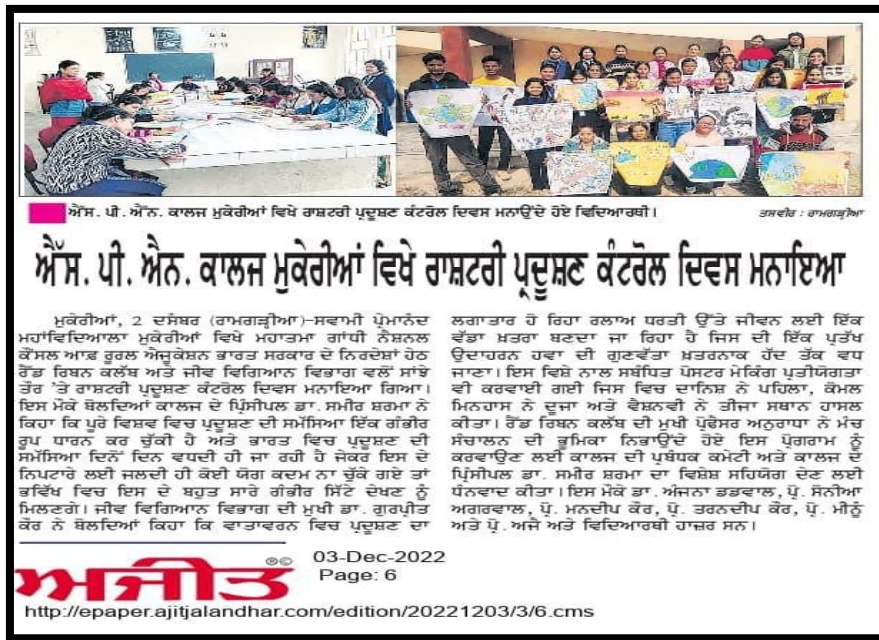 ਐੱਸ. ਪੀ. ਐੱਨ. ਕਾਲਜ ਮੁਕੇਰੀਆਂ ਵਿਖੇ ਰਾਸ਼ਟਰੀ ਪ੍ਰਦੂਸ਼ਣ ਕੰਟਰੋਲ ਦਿਵਸ ਮਨਾਉਂਦੇ ਹੋਏ ਵਿਦਿਆਰਥੀ। ਤਸਵੀਰ : ਰਾਮਗੜ੍ਹੀਆ
ਐੱਸ. ਪੀ. ਐਨ. ਕਾਲਜ ਮੁਕੇਰੀਆਂ ਵਿਖੇ ਰਾਸ਼ਟਰੀ ਪ੍ਰਦੂਸ਼ਣ ਕੰਟਰੋਲ ਦਿਵਸ ਮਨਾਇਆ
ਮੁਕੇਰੀਆਂ, 2 ਦਸੰਬਰ (ਰਾਮਗੜ੍ਹੀਆ)-ਸਵਾਮੀ ਪ੍ਰੇਮਾਨੰਦ
ਮਹਾਂਵਿਦਿਆਲਾ ਮੁਕੇਰੀਆਂ ਵਿਖੇ ਮਹਾਤਮਾ ਗਾਂਧੀ ਨੈਸ਼ਨਲ
ਕੌਂਸਲ ਆਫ਼ ਰੂਰਲ ਐਜੂਕੇਸ਼ਨ ਭਾਰਤ ਸਰਕਾਰ ਦੇ ਨਿਰਦੇਸ਼ਾਂ ਹੇਠ
ਰੈੱਡ ਰਿਬਨ ਕਲੱਬ ਅਤੇ ਜੀਵ ਵਿਗਿਆਨ ਵਿਭਾਗ ਵਲੋਂ ਸਾਂਝੇ
ਤੌਰ 'ਤੇ ਰਾਸ਼ਟਰੀ ਪ੍ਰਦੂਸ਼ਣ ਕੰਟਰੋਲ ਦਿਵਸ ਮਨਾਇਆ ਗਿਆ।
ਇਸ ਮੌਕੇ ਬੋਲਦਿਆਂ ਕਾਲਜ ਦੇ ਪ੍ਰਿੰਸੀਪਲ ਡਾ. ਸਮੀਰ ਸ਼ਰਮਾ ਨੇ
ਕਿਹਾ ਕਿ ਪੂਰੇ ਵਿਸ਼ਵ ਵਿਚ ਪ੍ਰਦੂਸ਼ਣ ਦੀ ਸਮੱਸਿਆ ਇੱਕ ਗੰਭੀਰ
ਰੂਪ ਧਾਰਨ ਕਰ ਚੁੱਕੀ ਹੈ ਅਤੇ ਭਾਰਤ ਵਿਚ ਪ੍ਰਦੂਸ਼ਣ ਦੀ
ਸਮੱਸਿਆ ਦਿਨੋਂ ਦਿਨ ਵਧਦੀ ਹੀ ਜਾ ਰਹੀ ਹੈ ਜੇਕਰ ਇਸ ਦੇ
ਨਿਪਟਾਰੇ ਲਈ ਜਲਦੀ ਹੀ ਕੋਈ ਯੋਗ ਕਦਮ ਨਾ ਚੁੱਕੇ ਗਏ ਤਾਂ
ਭਵਿੱਖ ਵਿਚ ਇਸ ਦੇ ਬਹੁਤ ਸਾਰੇ ਗੰਭੀਰ ਸਿੱਟੇ ਦੇਖਣ ਨੂੰ
ਮਿਲਣਗੇ। ਜੀਵ ਵਿਗਿਆਨ ਵਿਭਾਗ ਦੀ ਮੁਖੀ ਡਾ. ਗੁਰਪ੍ਰੀਤ
ਕੌਰ ਨੇ ਬੋਲਦਿਆਂ ਕਿਹਾ ਕਿ ਵਾਤਾਵਰਨ ਵਿਚ ਪ੍ਰਦੂਸ਼ਣ ਦਾ
ਲਗਾਤਾਰ ਹੋ ਰਿਹਾ ਰਲਾਅ ਧਰਤੀ ਉੱਤੇ ਜੀਵਨ ਲਈ ਇੱਕ
ਵੱਡਾ ਖ਼ਤਰਾ ਬਣਦਾ ਜਾ ਰਿਹਾ ਹੈ ਜਿਸ ਦੀ ਇੱਕ ਪ੍ਰਤੱਖ
ਉਦਾਹਰਨ ਹਵਾ ਦੀ ਗੁਣਵੱਤਾ ਖ਼ਤਰਨਾਕ ਹੱਦ ਤੱਕ ਵਧ
ਜਾਣਾ। ਇਸ ਵਿਸ਼ੇ ਨਾਲ ਸਬੰਧਿਤ ਪੋਸਟਰ ਮੇਕਿੰਗ ਪ੍ਰਤੀਯੋਗਤਾ
ਵੀ ਕਰਵਾਈ ਗਈ ਜਿਸ ਵਿਚ ਦਾਨਿਸ਼ ਨੇ ਪਹਿਲਾ, ਕੋਮਲ
ਮਿਨਹਾਸ ਨੇ ਦੂਜਾ ਅਤੇ ਵੈਸ਼ਨਵੀ ਨੇ ਤੀਜਾ ਸਥਾਨ ਹਾਸਲ
ਕੀਤਾ। ਰੈੱਡ ਰਿਬਨ ਕਲੱਬ ਦੀ ਮੁਖੀ ਪ੍ਰੋਫੈਸਰ ਅਨੁਰਾਧਾ ਨੇ ਮੰਚ
ਸੰਚਾਲਨ ਦੀ ਭੂਮਿਕਾ ਨਿਭਾਉਂਦੇ ਹੋਏ ਇਸ ਪ੍ਰੋਗਰਾਮ ਨੂੰ
ਕਰਵਾਉਣ ਲਈ ਕਾਲਜ ਦੀ ਪ੍ਰਬੰਧਕ ਕਮੇਟੀ ਅਤੇ ਕਾਲਜ ਦੇ
ਪ੍ਰਿੰਸੀਪਲ ਡਾ. ਸਮੀਰ ਸ਼ਰਮਾ ਦਾ ਵਿਸ਼ੇਸ਼ ਸਹਿਯੋਗ ਦੇਣ ਲਈ
ਧੰਨਵਾਦ ਕੀਤਾ। ਇਸ ਮੌਕੇ ਡਾ. ਅੰਜਨਾ ਡਡਵਾਲ, ਪ੍ਰੋ. ਸੋਨੀਆ
ਅਗਰਵਾਲ, ਪ੍ਰੋ. ਮਨਦੀਪ ਕੌਰ, ਪ੍ਰੋ. ਤਰਨਦੀਪ ਕੌਰ, ਪ੍ਰੋ. ਮੀਨੂੰ
ਅਤੇ ਪ੍ਰੋ. ਅਜੈ ਅਤੇ ਵਿਦਿਆਰਥੀ ਹਾਜ਼ਰ ਸਨ।
ਅਜੀਤ ®©
03-Dec-2022
Page: 6
http://epaper.ajitjalandhar.com/edition/20221203/3/6.cms